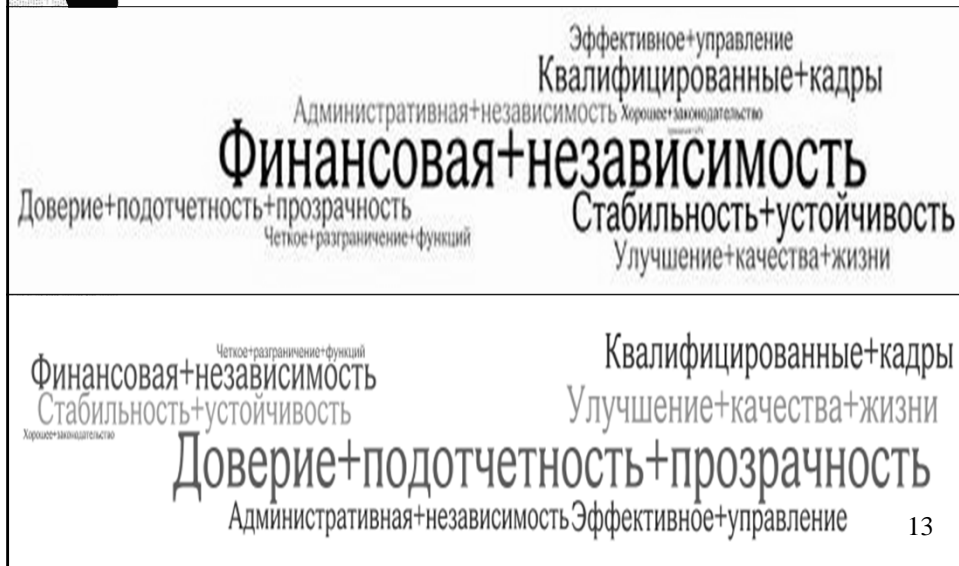 Эффективное+управление
Квалифицированные+кадры
Административная+независимость Хорошее+законодательство
Финансовая+независимость
Доверие+подотчетность+прозрачность
Стабильность+устойчивость
Четкое+разграничение+функций
Улучшение+качества+жизни
Четкое+разграничение+функций
Квалифицированные+кадры
Финансовая+независимость
Стабильность+устойчивость
Улучшение+качества+жизни
Хорошее+законодательство
Доверие+подотчетность+прозрачность
Административная+независимость Эффективное+управление
13